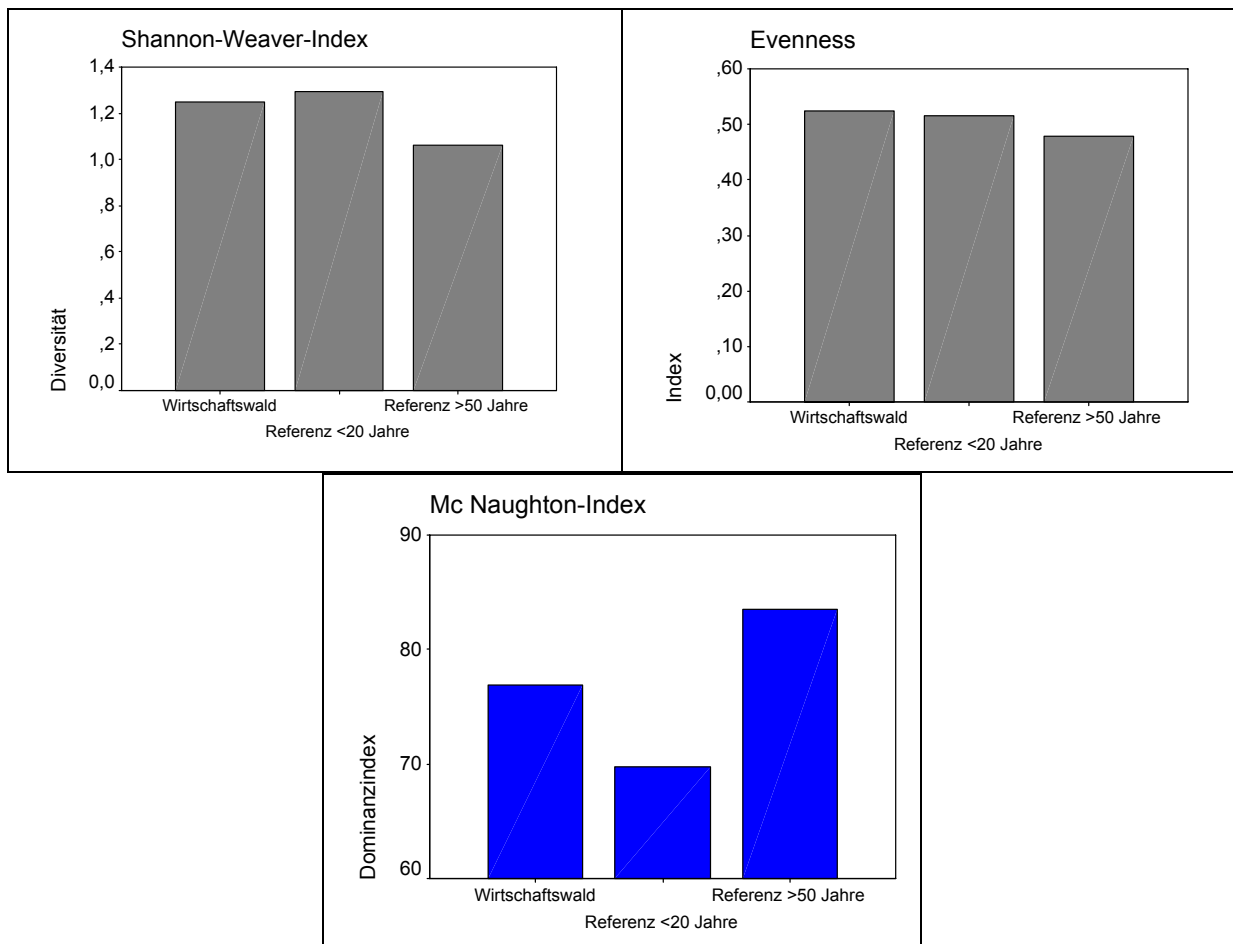 Shannon-Weaver-Index
1,4
1,2
1,0
,8
,6
,4
,2
0,0
Diversität
Wirtschaftswald
Referenz >50 Jahre
Referenz <20 Jahre
Evenness
,60
,50
,40
,30
,20
,10
0,00
Index
Wirtschaftswald
Referenz >50 Jahre
Referenz <20 Jahre
Mc Naughton-Index
90
80
70
60
Dominanzindex
Wirtschaftswald
Referenz >50 Jahre
Referenz <20 Jahre